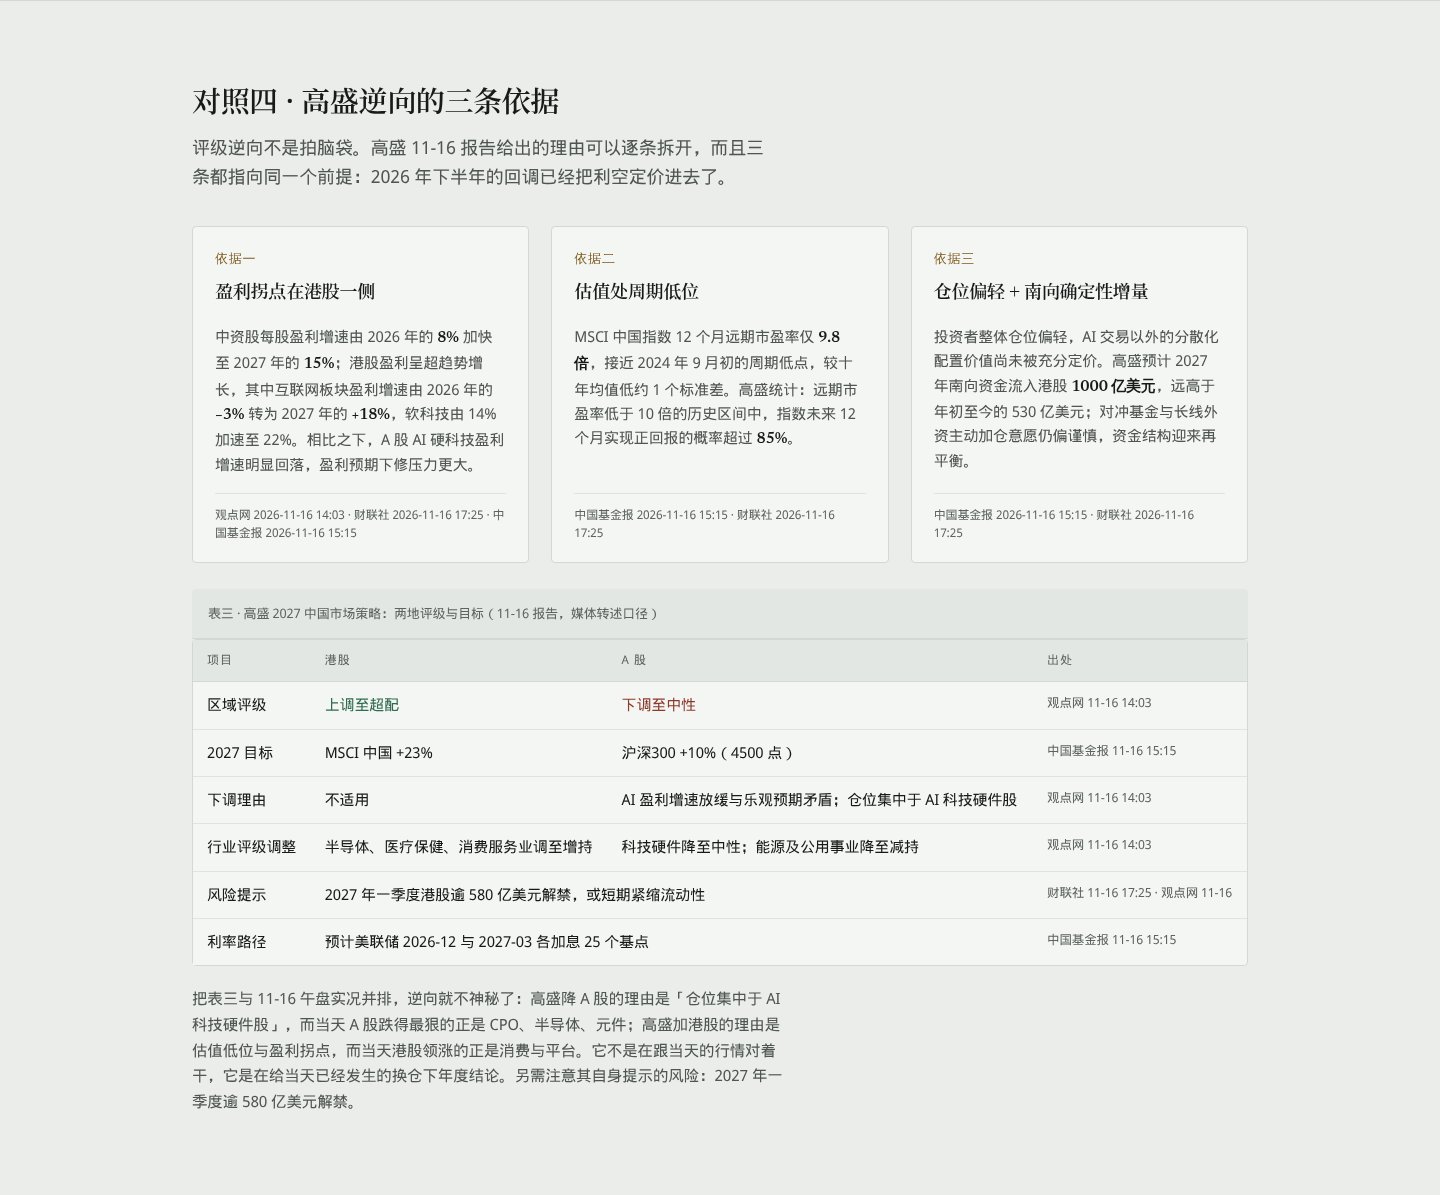 对照四 · 高盛逆向的三条依据
评级逆向不是拍脑袋。高盛 11-16 报告给出的理由可以逐条拆开，而且三
条都指向同一个前提：2026 年下半年的回调已经把利空定价进去了。
依据一
盈利拐点在港股一侧
中资股每股盈利增速由 2026 年的 8% 加快
至 2027 年的 15%；港股盈利呈超趋势增
长，其中互联网板块盈利增速由 2026 年的
-3% 转为 2027 年的 +18%，软科技由 14%
加速至 22%。相比之下，A 股 AI 硬科技盈利
增速明显回落，盈利预期下修压力更大。
观点网 2026-11-16 14:03 · 财联社 2026-11-16 17:25 · 中
国基金报 2026-11-16 15:15
依据二
估值处周期低位
MSCI 中国指数 12 个月远期市盈率仅 9.8
倍，接近 2024 年 9 月初的周期低点，较十
年均值低约 1 个标准差。高盛统计：远期市
盈率低于 10 倍的历史区间中，指数未来 12
个月实现正回报的概率超过 85%。
中国基金报 2026-11-16 15:15 · 财联社 2026-11-16
17:25
依据三
仓位偏轻 + 南向确定性增量
投资者整体仓位偏轻，AI 交易以外的分散化
配置价值尚未被充分定价。高盛预计 2027
年南向资金流入港股 1000 亿美元，远高于
年初至今的 530 亿美元；对冲基金与长线外
资主动加仓意愿仍偏谨慎，资金结构迎来再
平衡。
中国基金报 2026-11-16 15:15 · 财联社 2026-11-16
17:25
表三 · 高盛 2027 中国市场策略：两地评级与目标（11-16 报告，媒体转述口径）
项目 港股 A 股 出处
区域评级 上调至超配 下调至中性 观点网 11-16 14:03
2027 目标 MSCI 中国 +23% 沪深300 +10%（4500 点） 中国基金报 11-16 15:15
下调理由 不适用 AI 盈利增速放缓与乐观预期矛盾；仓位集中于 AI 科技硬件股 观点网 11-16 14:03
行业评级调整 半导体、医疗保健、消费服务业调至增持 科技硬件降至中性；能源及公用事业降至减持 观点网 11-16 14:03
风险提示 2027 年一季度港股逾 580 亿美元解禁，或短期紧缩流动性 财联社 11-16 17:25 · 观点网 11-16
利率路径 预计美联储 2026-12 与 2027-03 各加息 25 个基点 中国基金报 11-16 15:15
把表三与 11-16 午盘实况并排，逆向就不神秘了：高盛降 A 股的理由是「仓位集中于 AI
科技硬件股」，而当天 A 股跌得最狠的正是 CPO、半导体、元件；高盛加港股的理由是
估值低位与盈利拐点，而当天港股领涨的正是消费与平台。它不是在跟当天的行情对着
干，它是在给当天已经发生的换仓下年度结论。另需注意其自身提示的风险：2027 年一
季度逾 580 亿美元解禁。